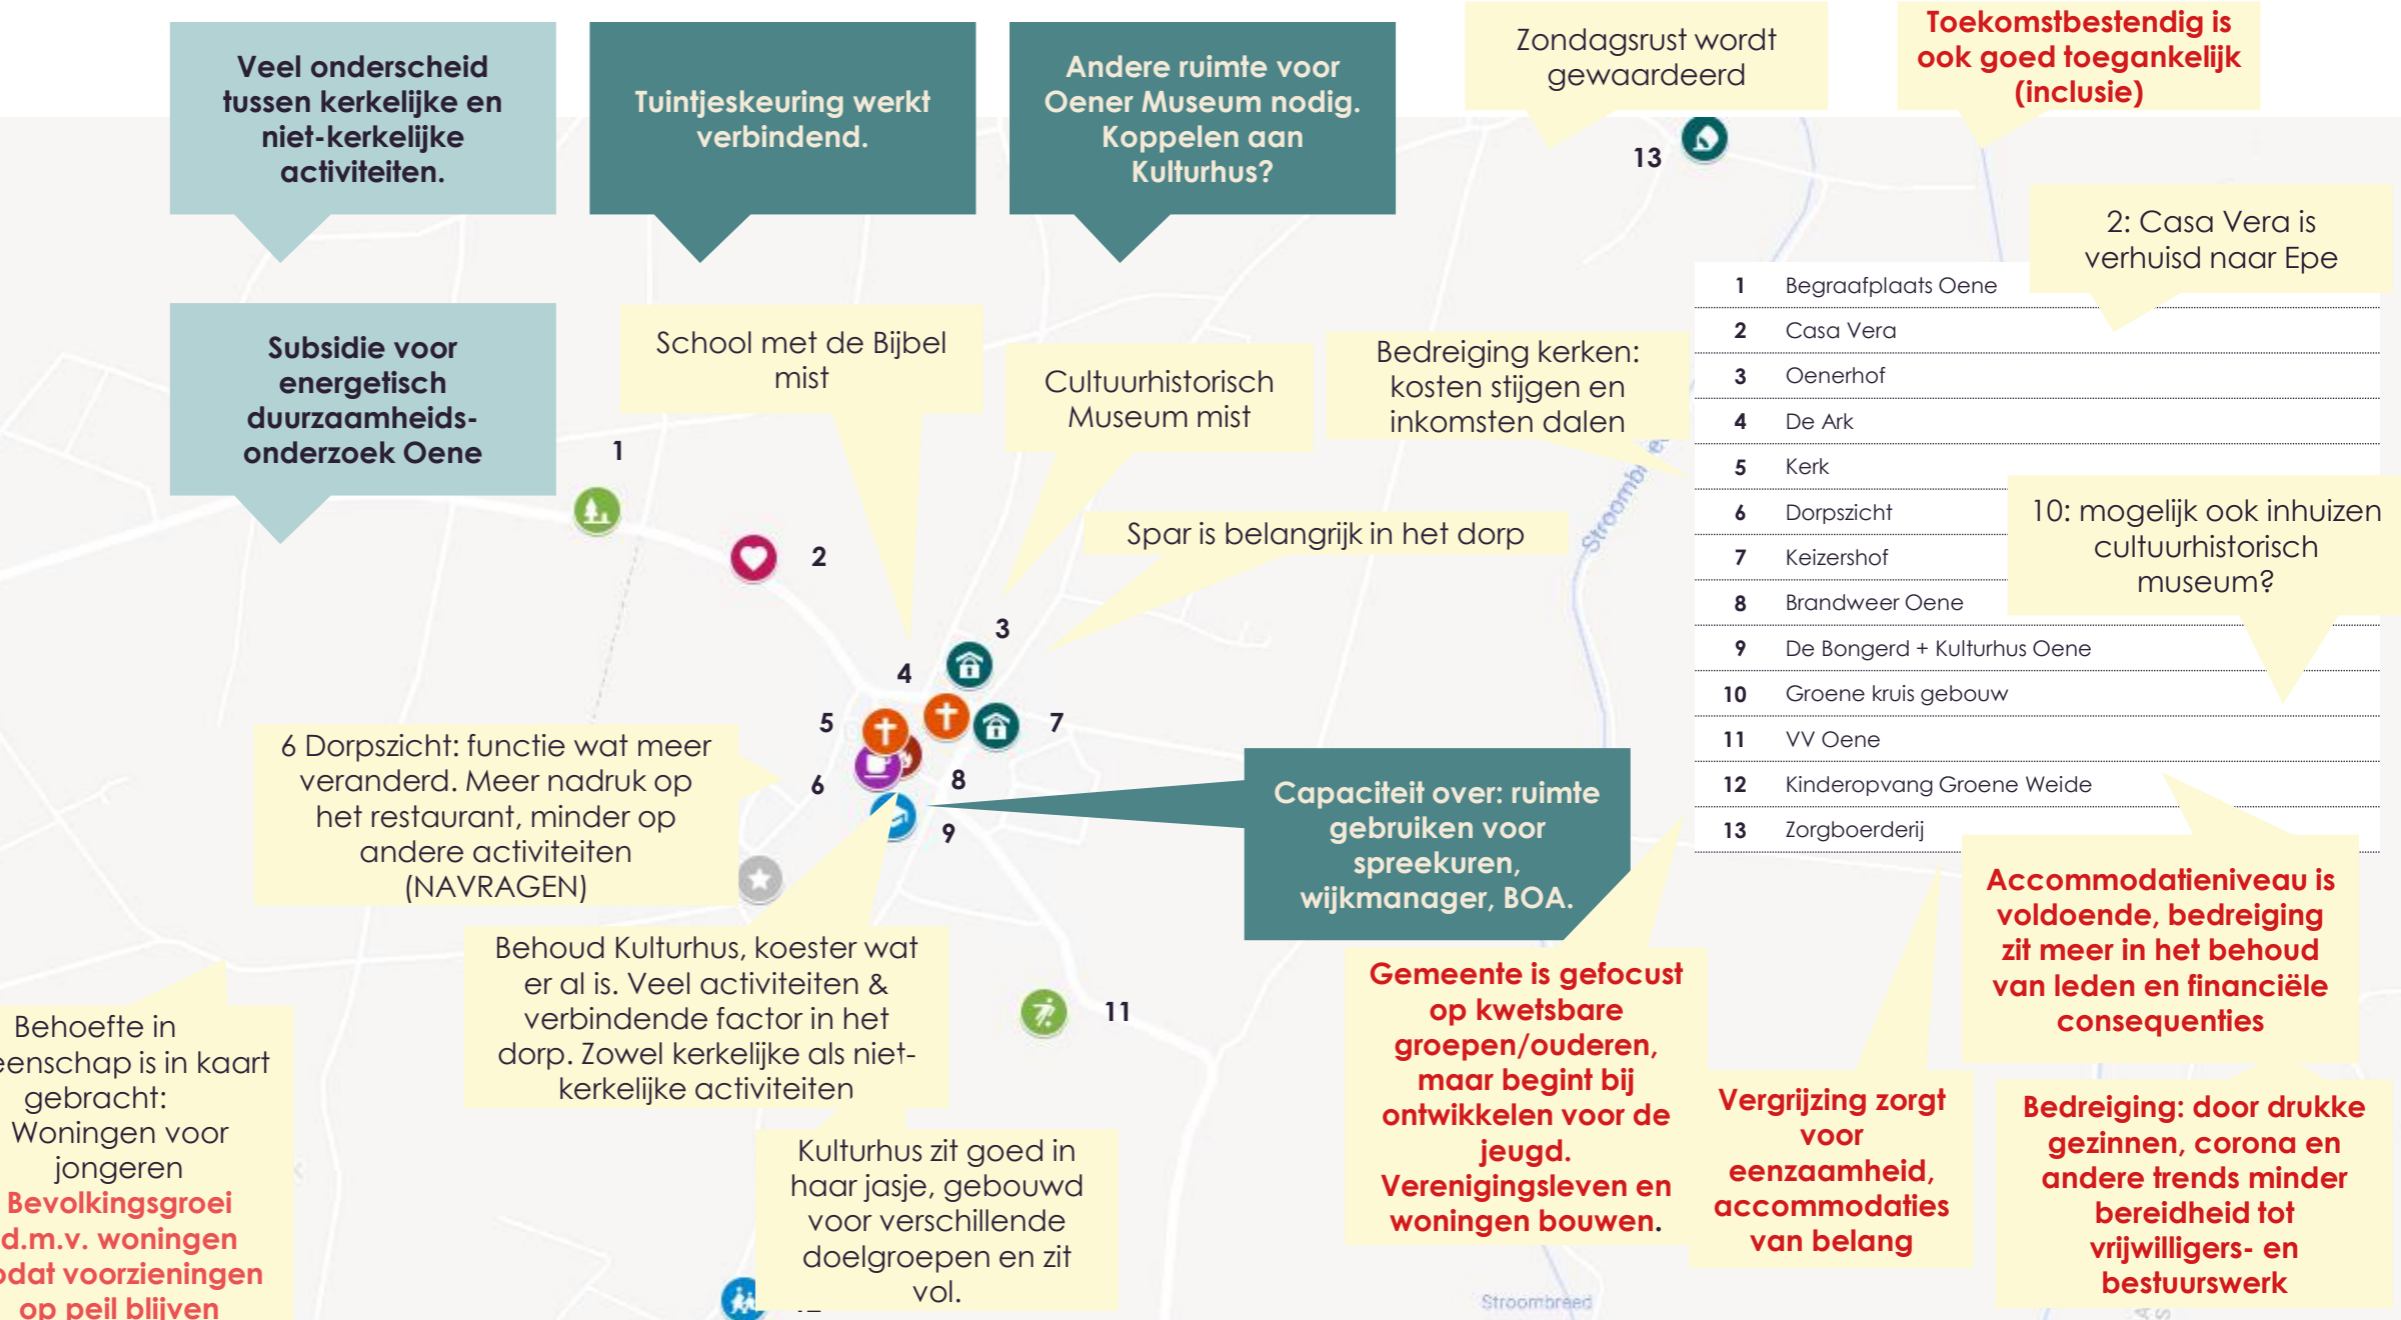 Veel onderscheid
tussen kerkelijke en
niet-kerkelijke
activiteiten.
Tuintjeskeuring werkt
verbindend.
Andere ruimte voor
Oener Museum nodig.
Koppelen aan
Kulturhus?
Zondagsrust wordt
gewaardeerd
Toekomstbestendig is
ook goed toegankelijk
(inclusie)
13
2: Casa Vera is
verhuisd naar Epe
Subsidie voor
energetisch
duurzaamheids-
onderzoek Oene
School met de Bijbel
mist
Cultuurhistorisch
Museum mist
Bedreiging kerken:
kosten stijgen en
inkomsten dalen
1 Begraafplaats Oene
2 Casa Vera
3 Oenerhof
4 De Ark
5 Kerk
6 Dorpszicht
7 Keizershof
8 Brandweer Oene
9 De Bongerd + Kulturhus Oene
10 Groene kruis gebouw
11 VV Oene
12 Kinderopvang Groene Weide
13 Zorgboerderij
10: mogelijk ook inhuizen
cultuurhistorisch
museum?
Spar is belangrijk in het dorp
1
2
3
4
5
7
6
8
9
11
6 Dorpszicht: functie wat meer
veranderd. Meer nadruk op
het restaurant, minder op
andere activiteiten
(NAVRAGEN)
Capaciteit over: ruimte
gebruiken voor
spreekuren,
wijkmanager, BOA.
Behoud Kulturhus, koester wat
er al is. Veel activiteiten &
verbindende factor in het
dorp. Zowel kerkelijke als niet-
kerkelijke activiteiten
Kulturhus zit goed in
haar jasje, gebouwd
voor verschillende
doelgroepen en zit
vol.
Behoefte in
eenschap is in kaart
gebracht:
Woningen voor
jongeren
Bevolkingsgroei
d.m.v. woningen
odat voorzieningen
op peil blijven
Gemeente is gefocust
op kwetsbare
groepen/ouderen,
maar begint bij
ontwikkelen voor de
jeugd.
Verenigingsleven en
woningen bouwen.
Vergrijzing zorgt
voor
eenzaamheid,
accommodaties
van belang
Accommodatieniveau is
voldoende, bedreiging
zit meer in het behoud
van leden en financiële
consequenties
Bedreiging: door drukke
gezinnen, corona en
andere trends minder
bereidheid tot
vrijwilligers- en
bestuurswerk
Stroombreed